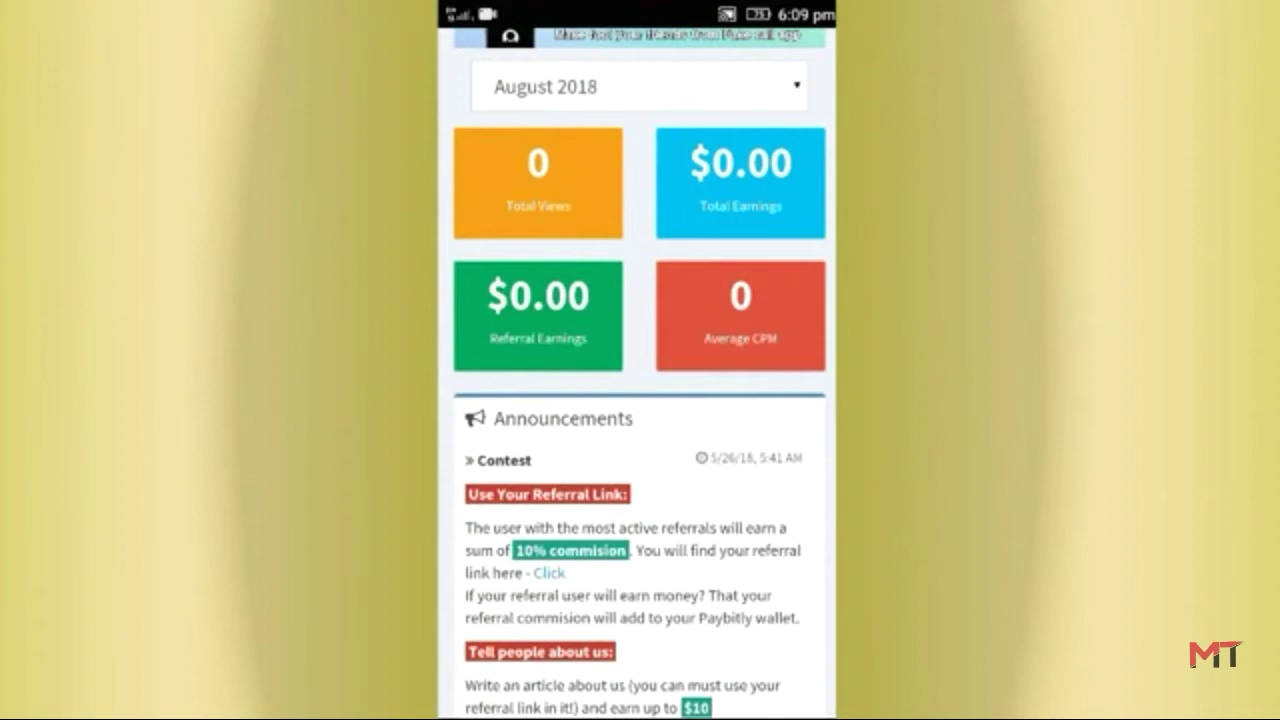 6:09 pm
August 2018
0
$0.00
Total Views
Total Earnings
$0.00
0
Referral Earnings
Average CPM
Announcements
» Contest
5/26/18, 5:41 AM
Use Your Referral Link:
The user with the most active referrals will earn a
sum of 10% commision . You will find your referral
link here - Click
If your referral user will earn money? That your
referral commision will add to your Paybitly wallet.
Tell people about us:
Write an article about us (you can must use your
referral link in it!) and earn up to $10
MT